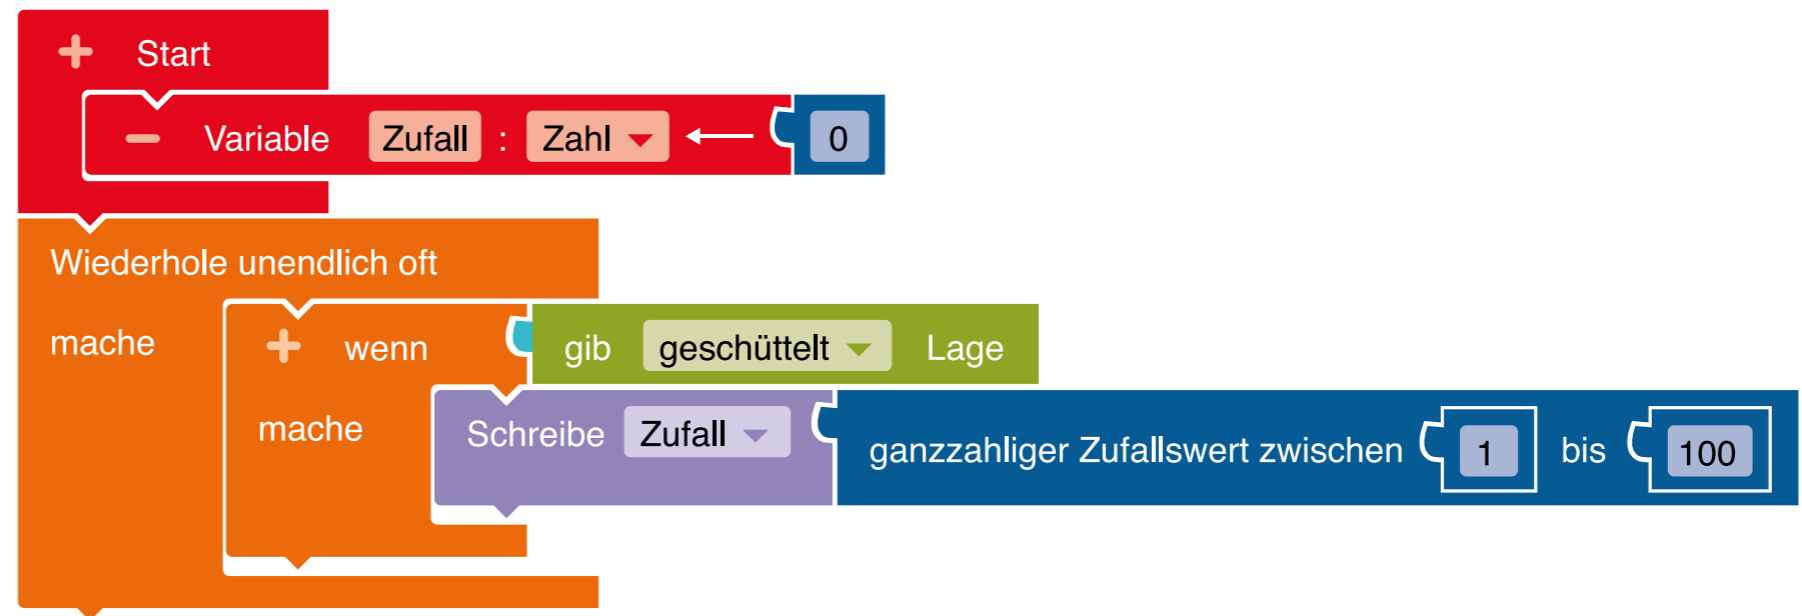 Start
Variable Zufall : Zahl 0
Wiederhole unendlich oft
mache wenn gib geschüttelt Lage
mache Schreibe Zufall ganzzahliger Zufallswert zwischen 1 bis 100